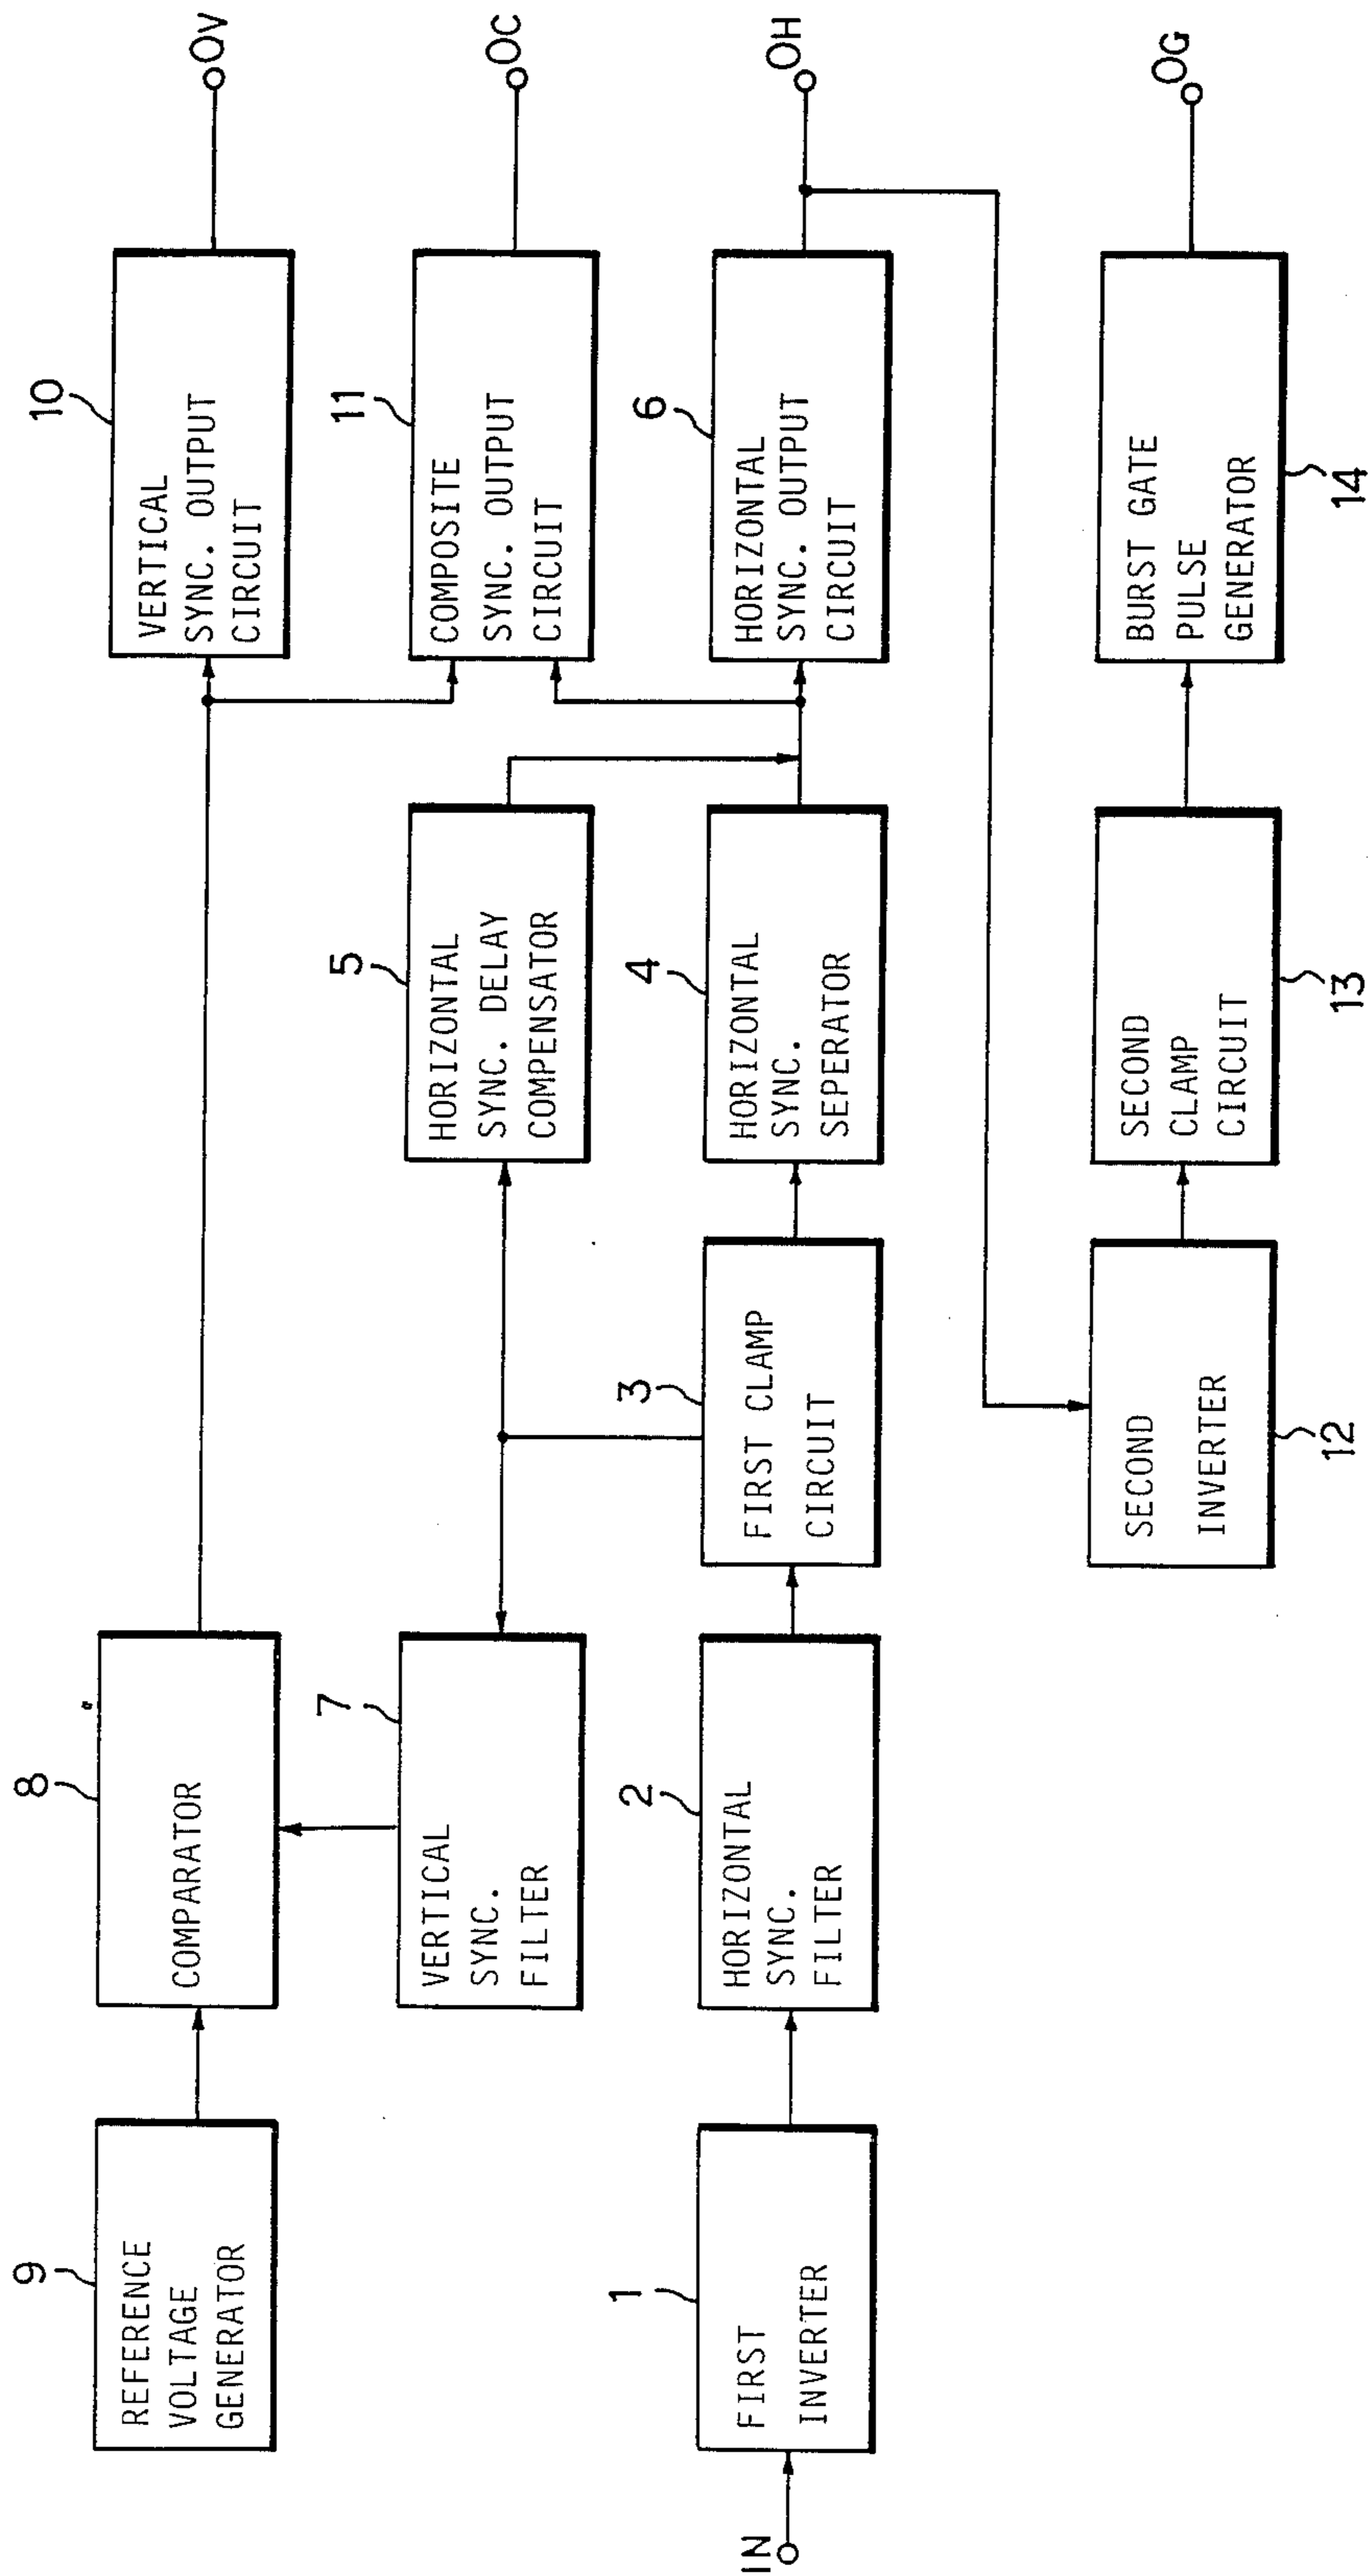 9
REFERENCE
VOLTAGE
GENERATOR
8
COMPARATOR
10
VERTICAL
SYNC. OUTPUT
CIRCUIT
OV
7
VERTICAL
SYNC.
FILTER
5
HORIZONTAL
SYNC. DELAY
COMPENSATOR
11
COMPOSITE
SYNC. OUTPUT
CIRCUIT
OC
IN
1
FIRST
INVERTER
2
HORIZONTAL
SYNC.
FILTER
3
FIRST CLAMP
CIRCUIT
4
HORIZONTAL
SYNC.
SEPERATOR
6
HORIZONTAL
SYNC. OUTPUT
CIRCUIT
OH
SECOND
INVERTER
12
SECOND
CLAMP
CIRCUIT
13
BURST GATE
PULSE
GENERATOR
14
OG